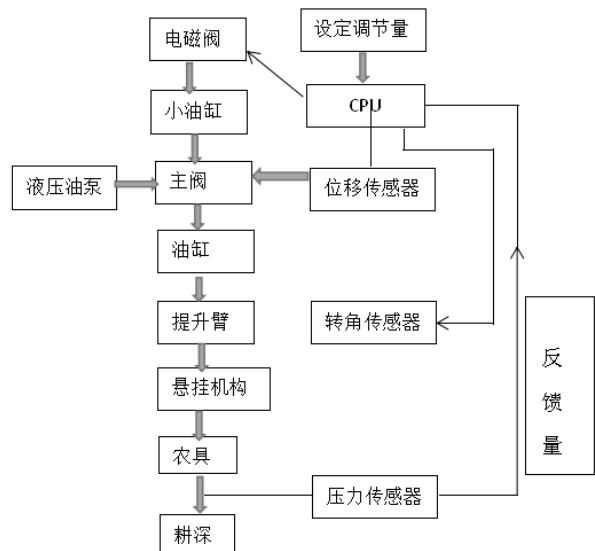 电磁阀
设定调节量
小油缸
CPU
液压油泵
主阀
位移传感器
油缸
提升臂
转角传感器
悬挂机构
农具
压力传感器
耕深
反
馈
量